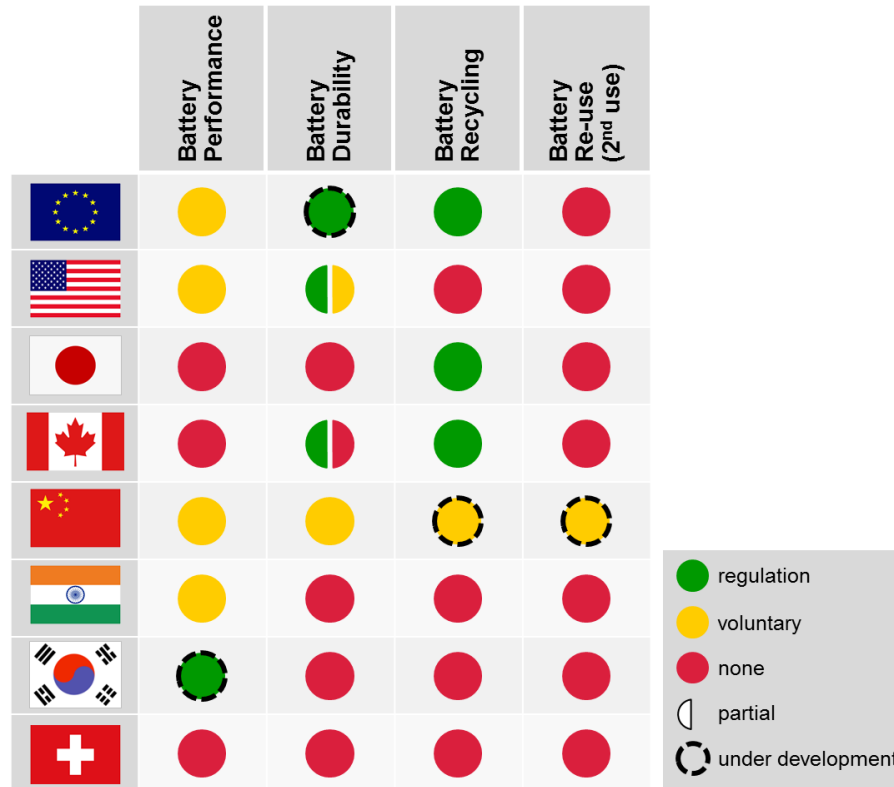 Battery
Performance
Battery
Durability
Battery
Recycling
Battery
Re-use
(2nd use)
regulation
voluntary
none
partial
under development